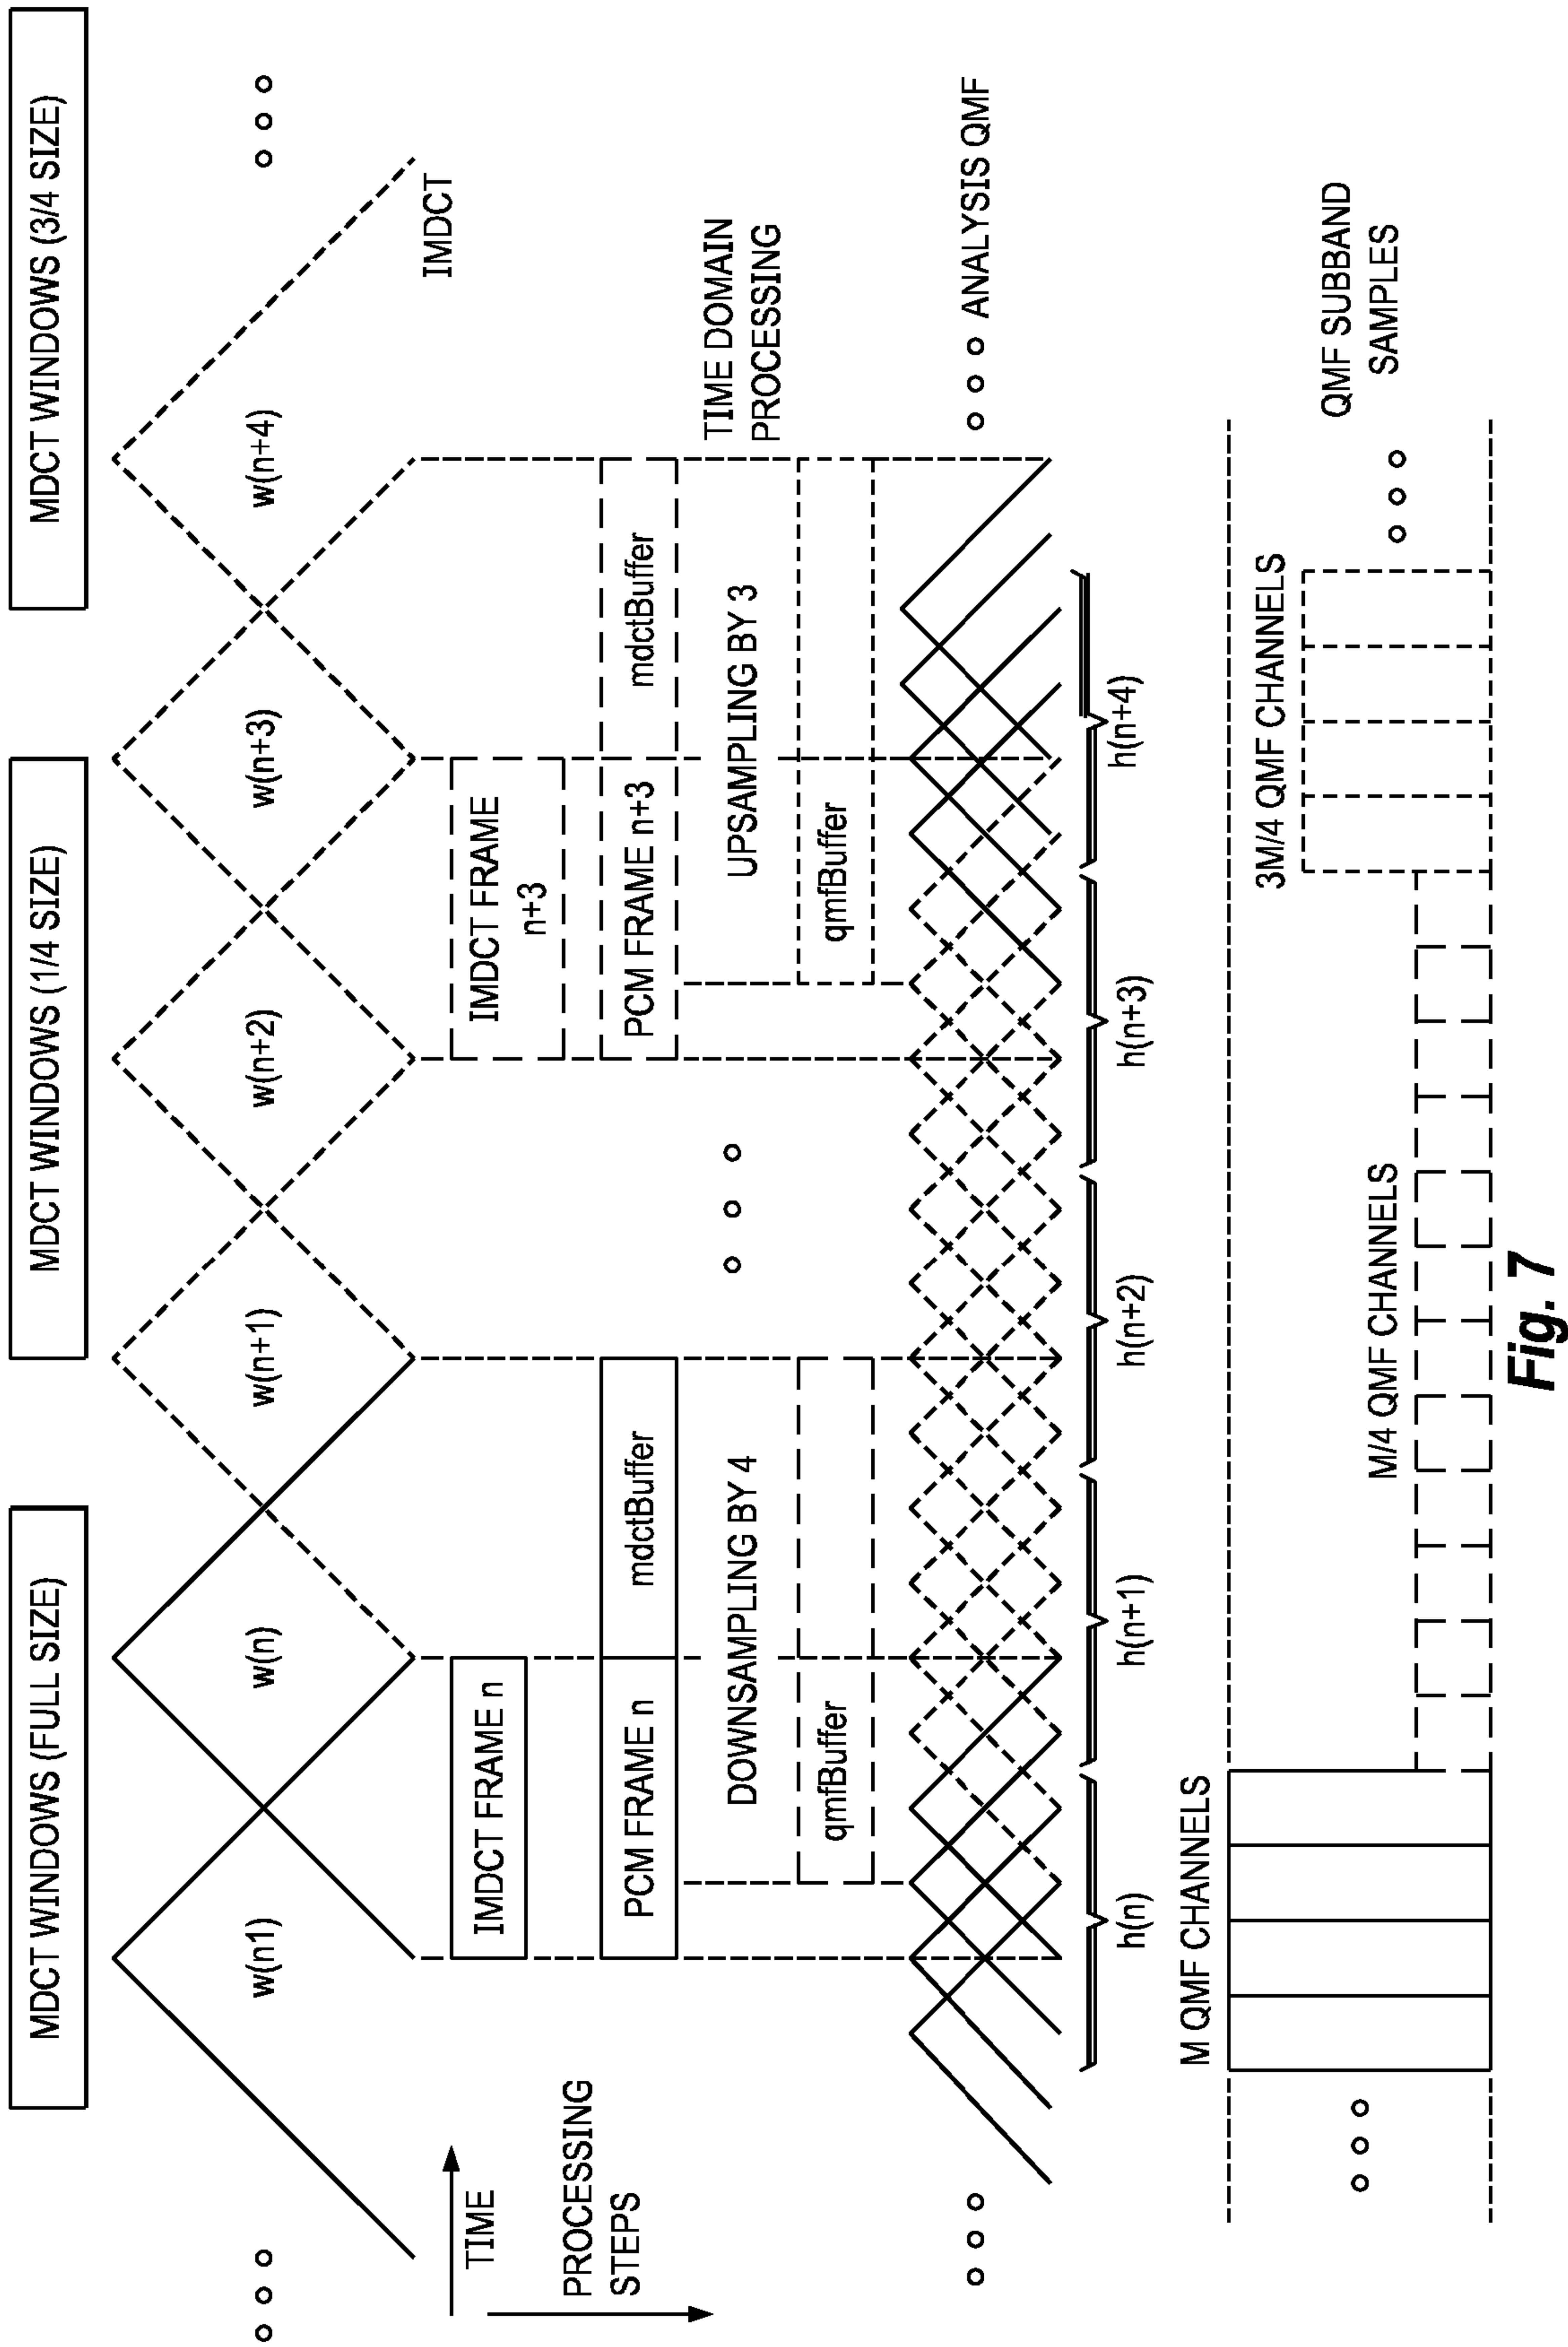 MDCT WINDOWS (FULL SIZE)
MDCT WINDOWS (1/4 SIZE)
MDCT WINDOWS (3/4 SIZE)
w(n1)
w(n)
w(n+1)
w(n+2)
w(n+3)
w(n+4)
IMDCT
TIME
PROCESSING
STEPS
IMDCT FRAME n
IMDCT FRAME
n+3
PCM FRAME n
mdctBuffer
PCM FRAME n+3
mdctBuffer
TIME DOMAIN
PROCESSING
DOWNSAMPLING BY 4
UPSAMPLING BY 3
qmfBuffer
qmfBuffer
ANALYSIS QMF
h(n)
h(n+1)
h(n+2)
h(n+3)
h(n+4)
M QMF CHANNELS
3M/4 QMF CHANNELS
QMF SUBBAND
SAMPLES
M/4 QMF CHANNELS
Fig. 7